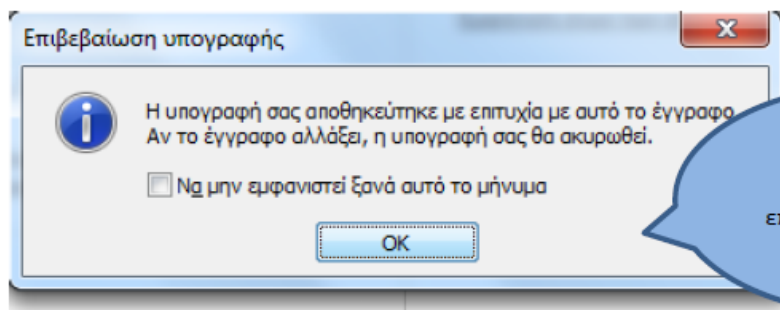 Επιβεβαίωση υπογραφής
Η υπογραφή σας αποθηκεύτηκε με επιτυχία με αυτό το έγγραφο.
Αν το έγγραφο αλλάξει, η υπογραφή σας θα ακυρωθεί.
Να μην εμφανιστεί ξανά αυτό το μήνυμα
OK